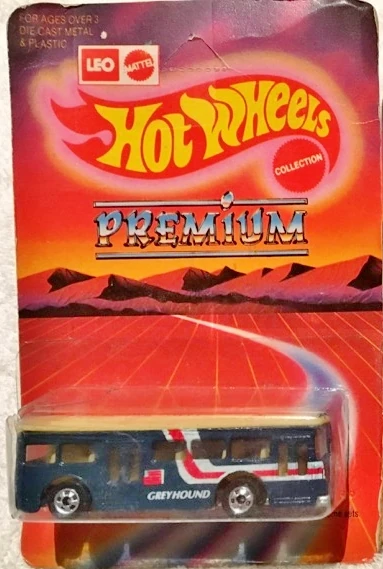 FOR AGES OVER 3
DIE CAST METAL
& PLASTIC
LEO
MATTEL
HOT WHEELS
COLLECTION
PREMIUM
GREYHOUND